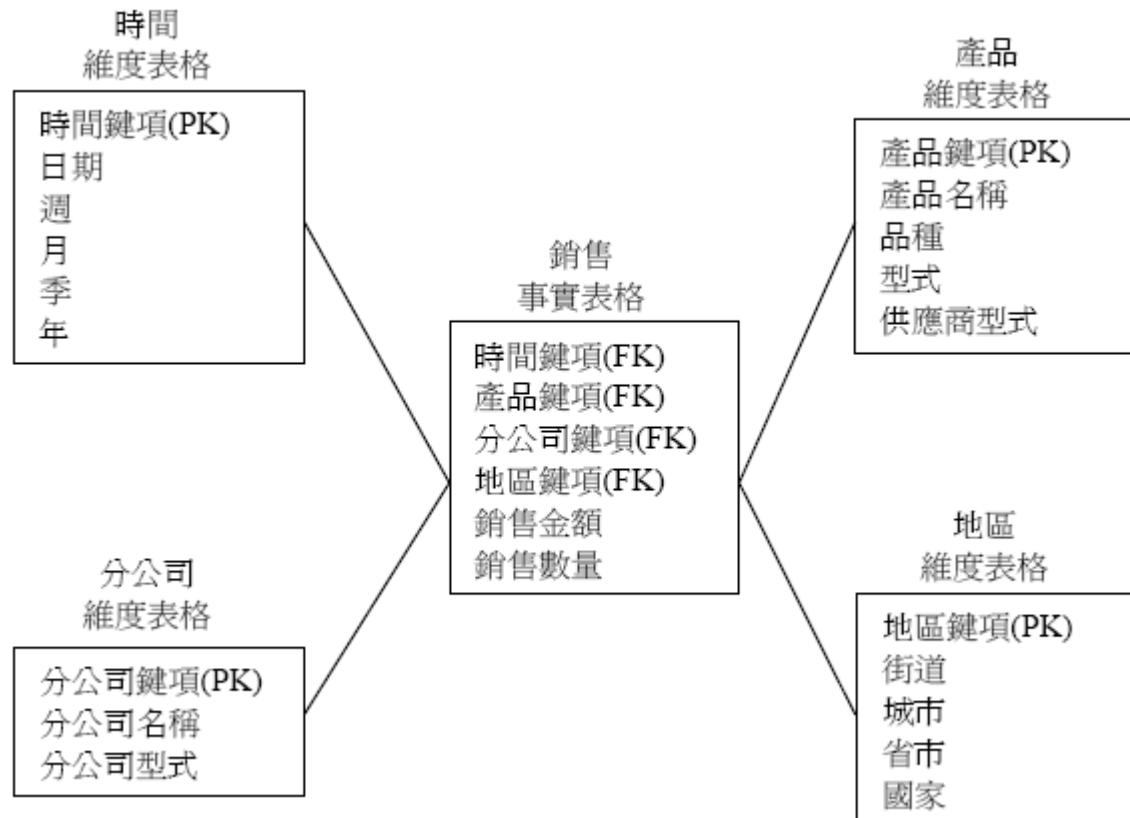 時間
維度表格
時間鍵項(PK)
日期
週
月
季
年
產品
維度表格
產品鍵項(PK)
產品名稱
品種
型式
供應商型式
銷售
事實表格
時間鍵項(FK)
產品鍵項(FK)
分公司鍵項(FK)
地區鍵項(FK)
銷售金額
銷售數量
分公司
維度表格
分公司鍵項(PK)
分公司名稱
分公司型式
地區
維度表格
地區鍵項(PK)
街道
城市
省市
國家